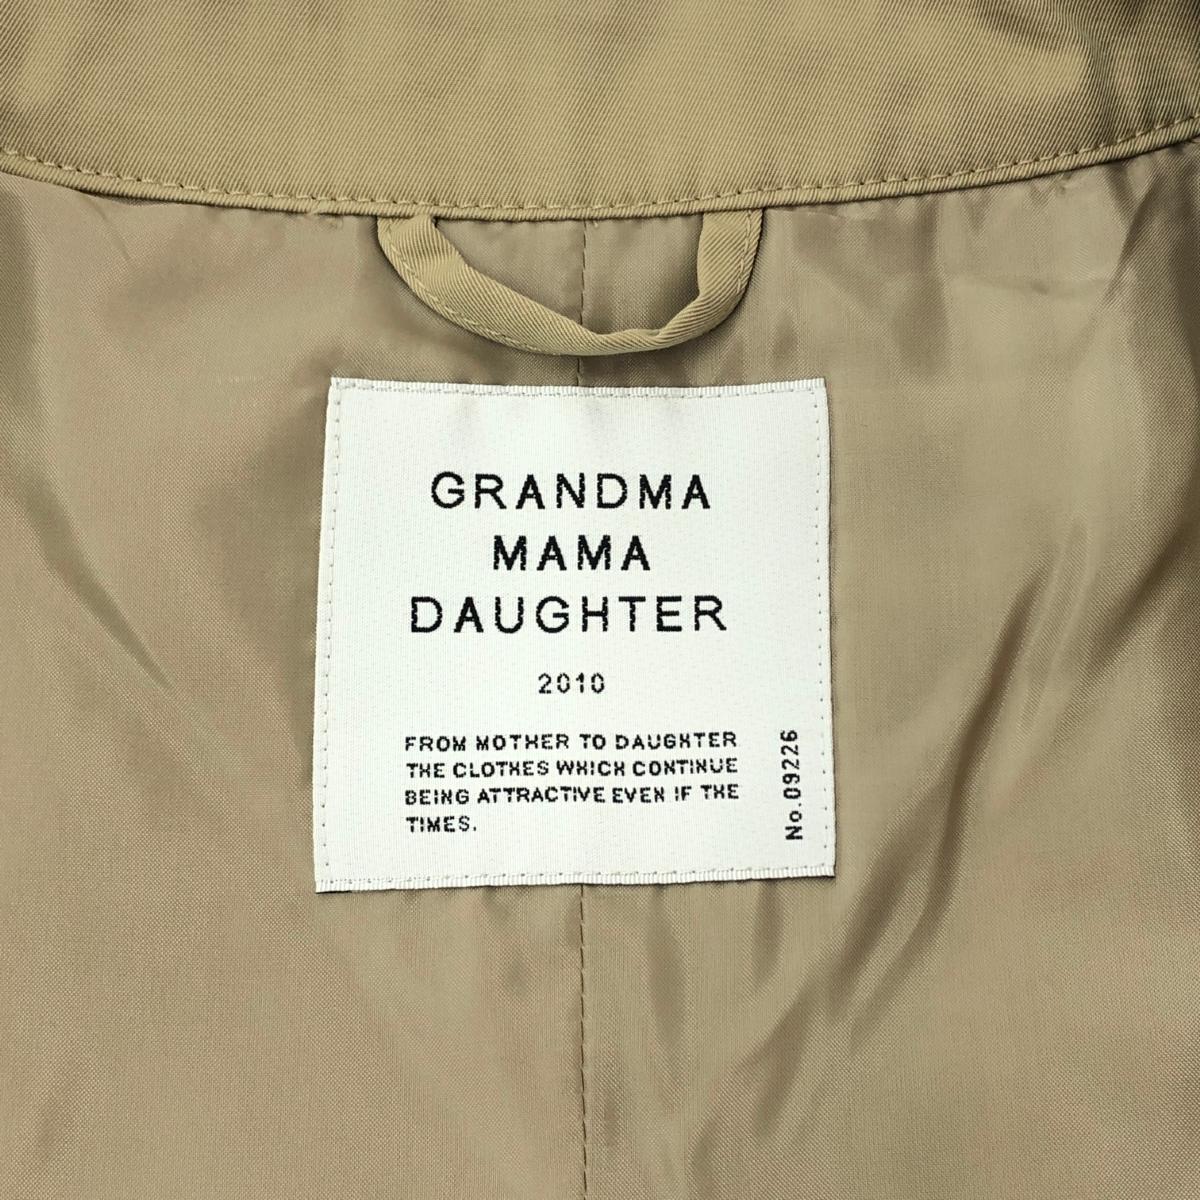 GRANDMA
MAMA
DAUGHTER
2010
FROM MOTHER TO DAUGHTER
THE CLOTHES WHICH CONTINUE
BEING ATTRACTIVE EVEN IF THE
TIMES.
No.09226